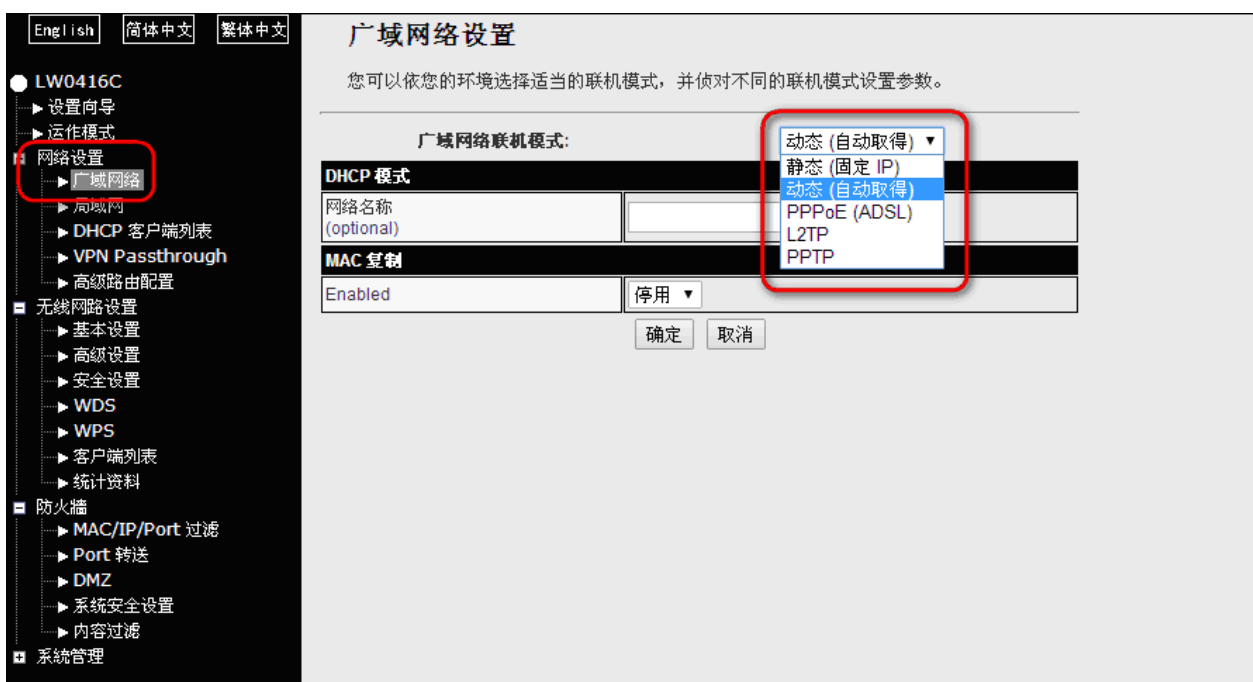 English 简体中文 繁体中文
LW0416C
设置向导
运作模式
网络设置
广域网络
局域网
DHCP 客户端列表
VPN Passthrough
高级路由配置
无线网路设置
基本设置
高级设置
安全设置
WDS
WPS
客户端列表
统计资料
防火墙
MAC/IP/Port 过滤
Port 转送
DMZ
系统安全设置
内容过滤
系统管理
广域网络设置
您可以依您的环境选择适当的联机模式，并侦对不同的联机模式设置参数。
广域网络联机模式:
动态 (自动取得)
静态 (固定 IP)
动态 (自动取得)
PPPoE (ADSL)
L2TP
PPTP
DHCP 模式
网络名称
(optional)
MAC 复制
Enabled
停用
确定 取消